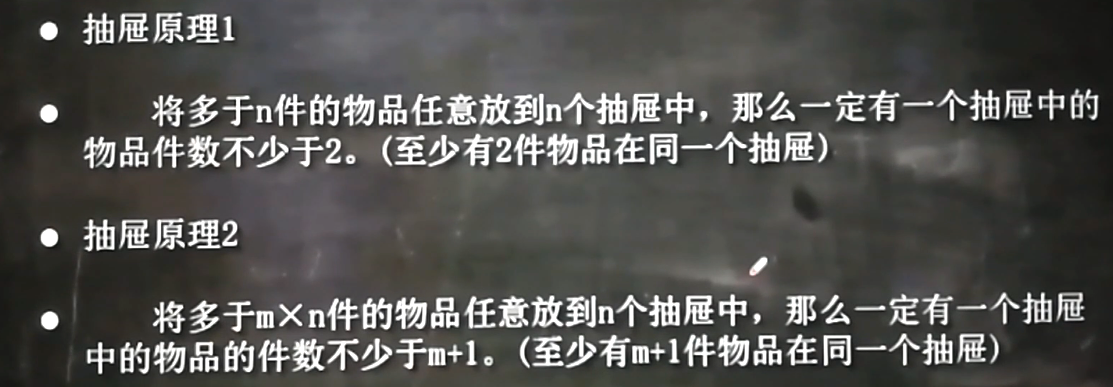 ● 抽屉原理1
● 将多于n件的物品任意放到n个抽屉中，那么一定有一个抽屉中的
物品件数不少于2。(至少有2件物品在同一个抽屉)
● 抽屉原理2
● 将多于m×n件的物品任意放到n个抽屉中，那么一定有一个抽屉
中的物品的件数不少于m+1。(至少有m+1件物品在同一个抽屉)